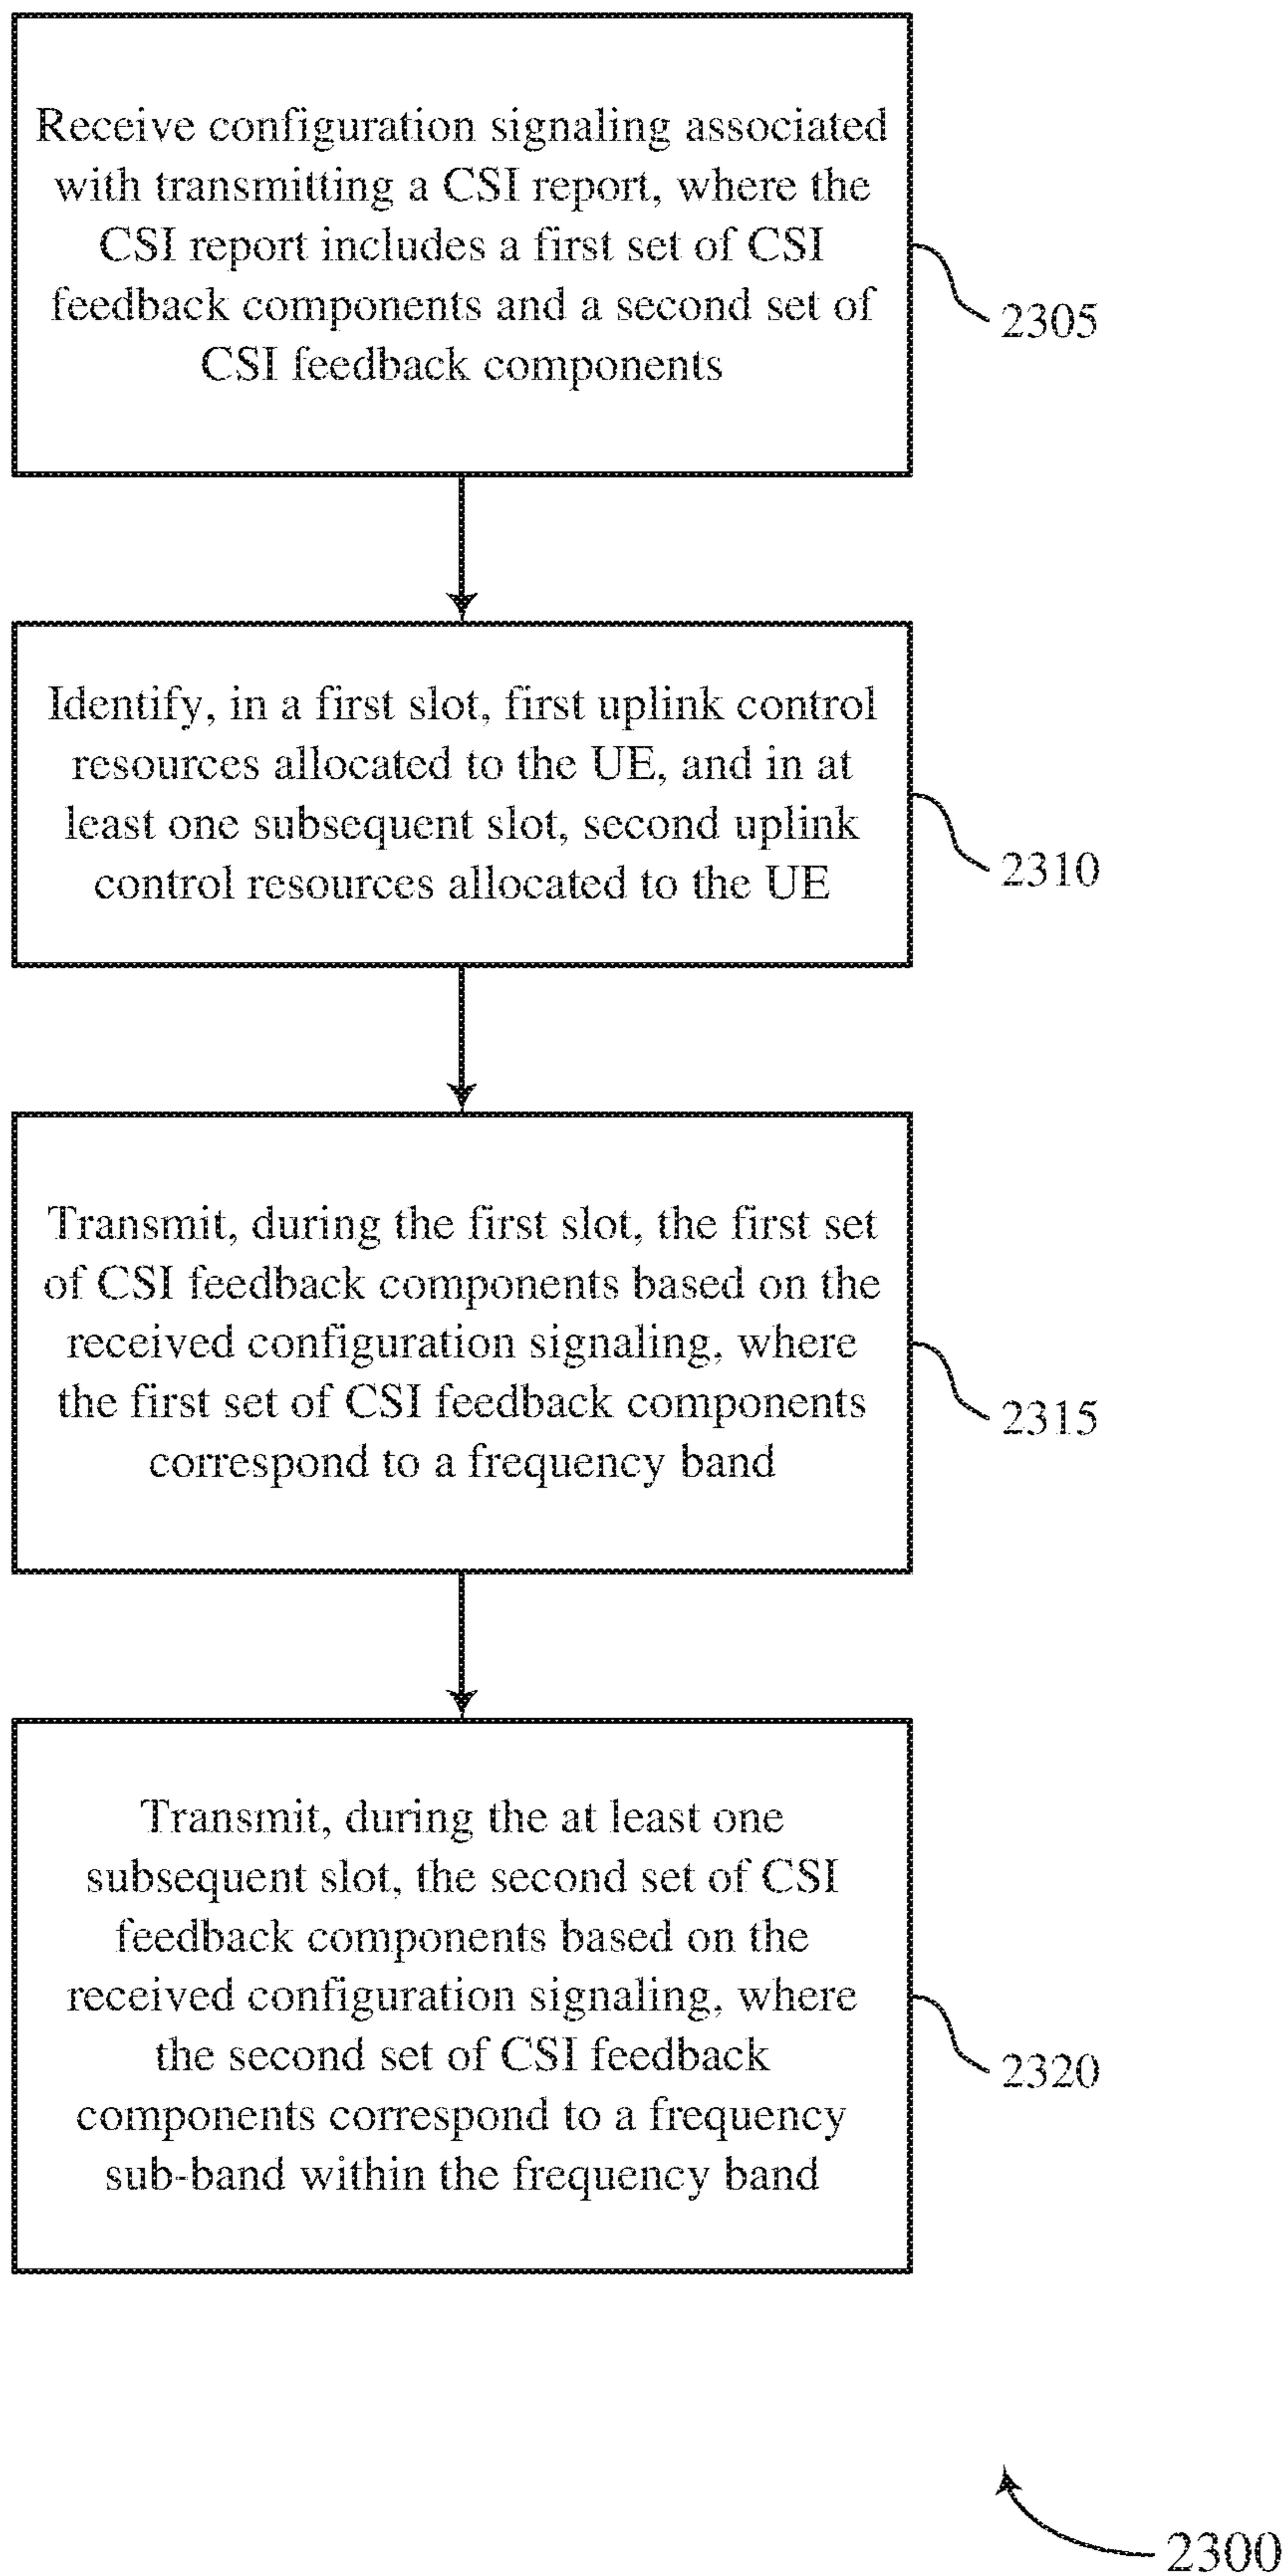 Receive configuration signaling associated
with transmitting a CSI report, where the
CSI report includes a first set of CSI
feedback components and a second set of
CSI feedback components
2305
Identify, in a first slot, first uplink control
resources allocated to the UE, and in at
least one subsequent slot, second uplink
control resources allocated to the UE
2310
Transmit, during the first slot, the first set
of CSI feedback components based on the
received configuration signaling, where
the first set of CSI feedback components
correspond to a frequency band
2315
Transmit, during the at least one
subsequent slot, the second set of CSI
feedback components based on the
received configuration signaling, where
the second set of CSI feedback
components correspond to a frequency
sub-band within the frequency band
2320
2300